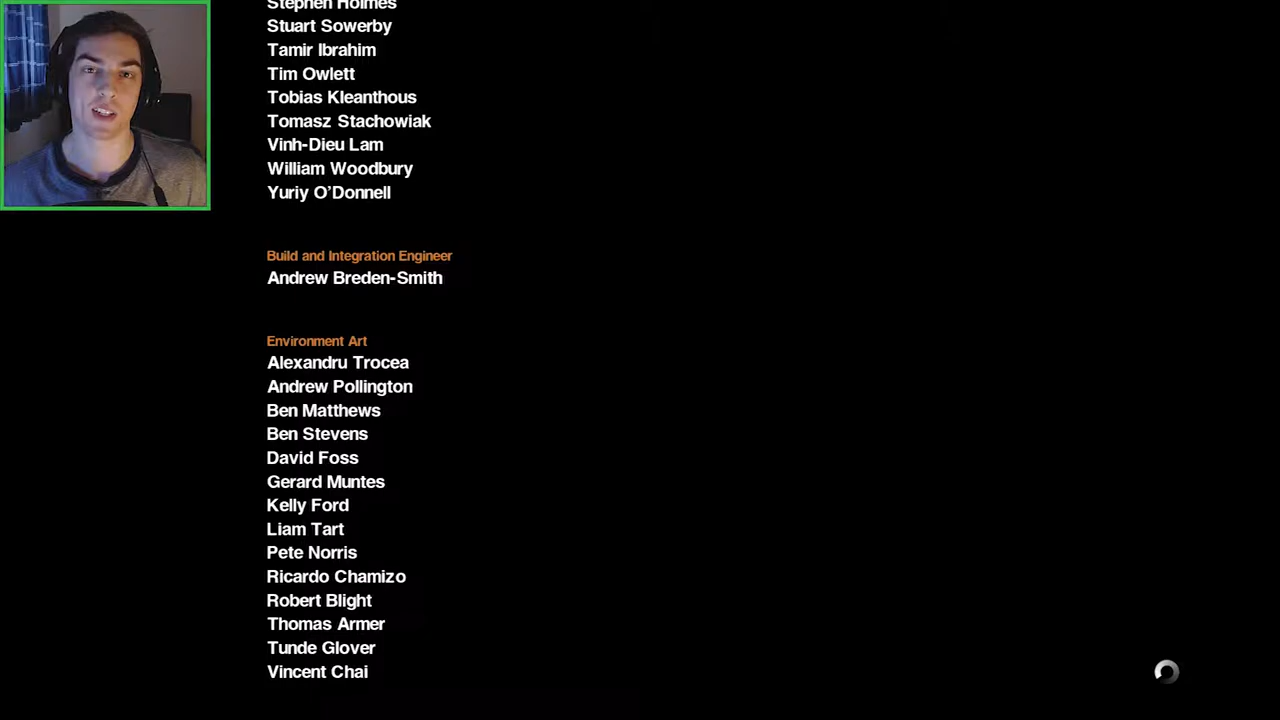 Stephen Holmes
Stuart Sowerby
Tamir Ibrahim
Tim Owlett
Tobias Kleanthous
Tomasz Stachowiak
Vinh-Dieu Lam
William Woodbury
Yuriy O’Donnell
Build and Integration Engineer
Andrew Breden-Smith
Environment Art
Alexandru Trocea
Andrew Pollington
Ben Matthews
Ben Stevens
David Foss
Gerard Muntes
Kelly Ford
Liam Tart
Pete Norris
Ricardo Chamizo
Robert Blight
Thomas Armer
Tunde Glover
Vincent Chai